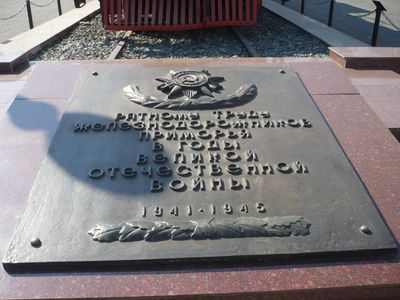 РАТНОМУ ТРУДУ
ЖЕЛЕЗНОДОРОЖНИКОВ
ПРИМОРЬЯ
В
ГОДЫ
ВЕЛИКОЙ
ОТЕЧЕСТВЕННОЙ
ВОЙНЫ
1941-1945